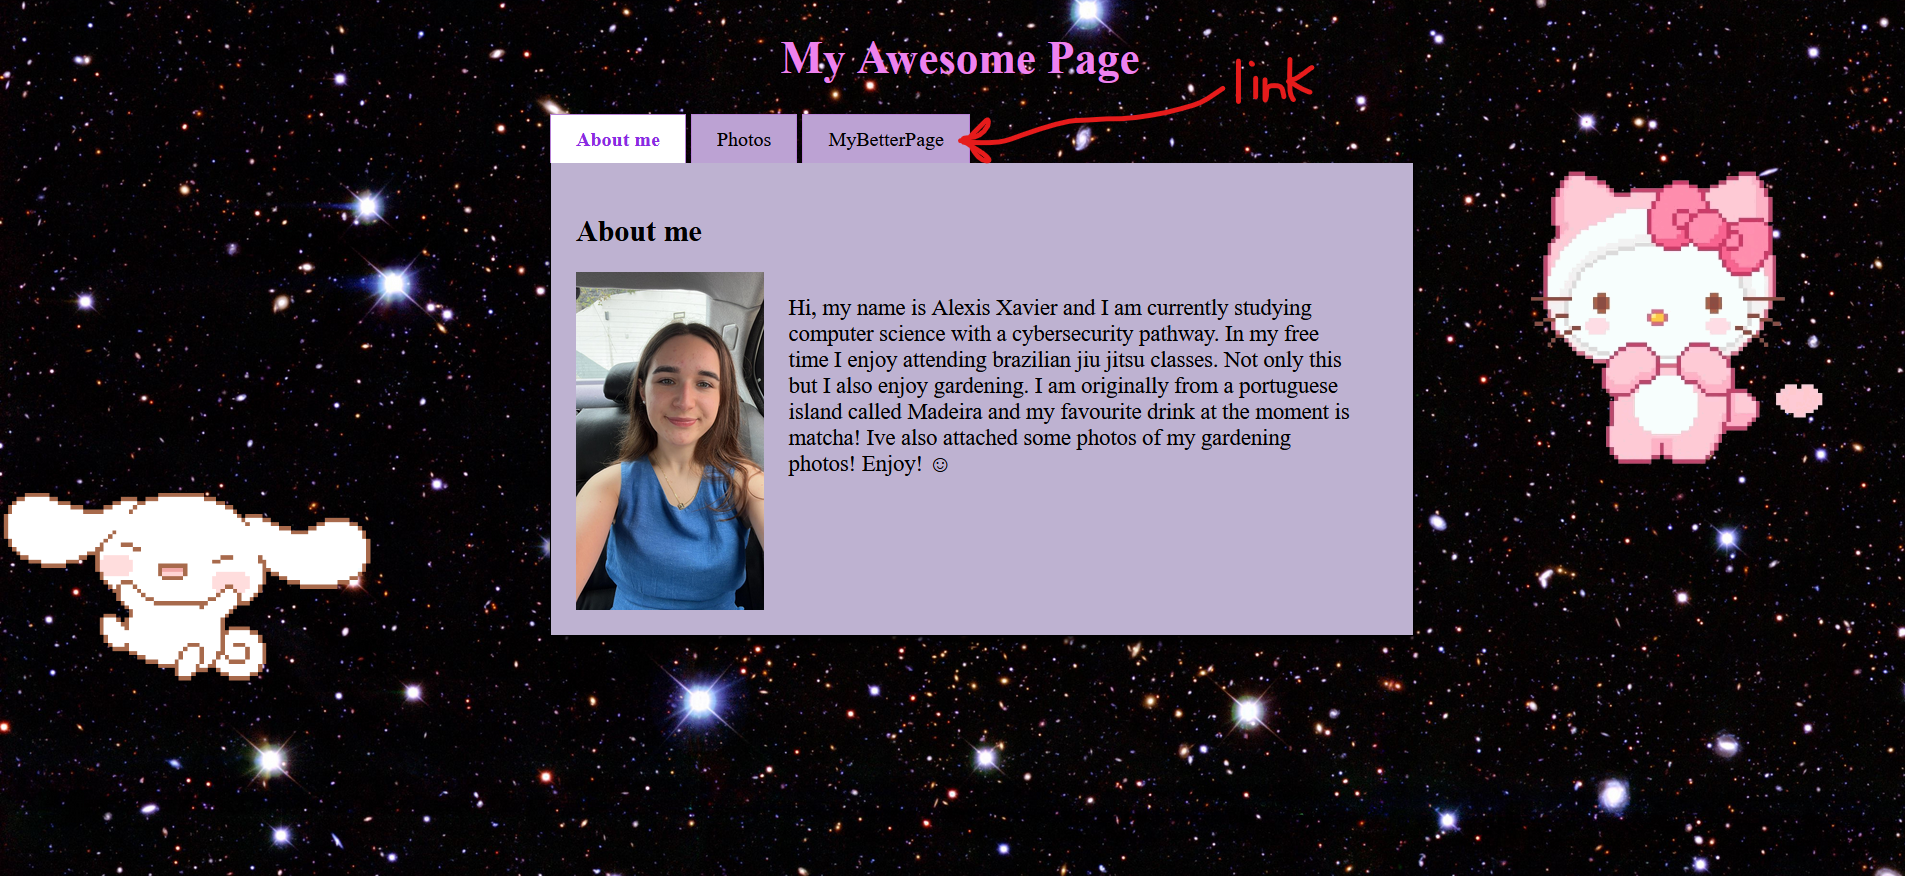 My Awesome Page
link
About me Photos MyBetterPage
About me
Hi, my name is Alexis Xavier and I am currently studying
computer science with a cybersecurity pathway. In my free
time I enjoy attending brazilian jiu jitsu classes. Not only this
but I also enjoy gardening. I am originally from a portuguese
island called Madeira and my favourite drink at the moment is
matcha! Ive also attached some photos of my gardening
photos! Enjoy! ☺